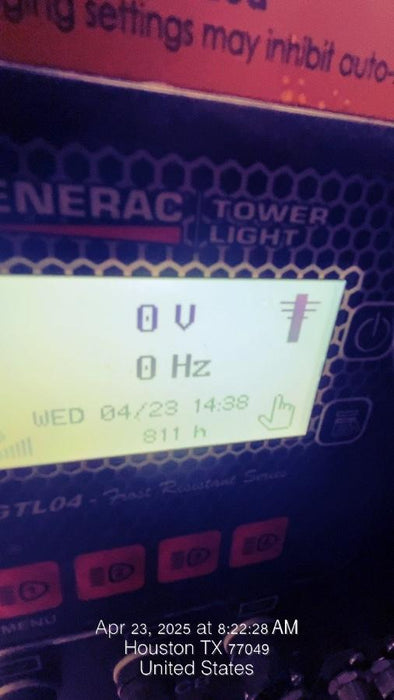 settings may inhibit auto-
ENERAC
TOWER
LIGHT
0 V
0 Hz
WED 04/23 14:38
811 h
GTL04 - Frost Resistant Series
MENU
Apr 23, 2025 at 8:22:28 AM
Houston TX 77049
United States